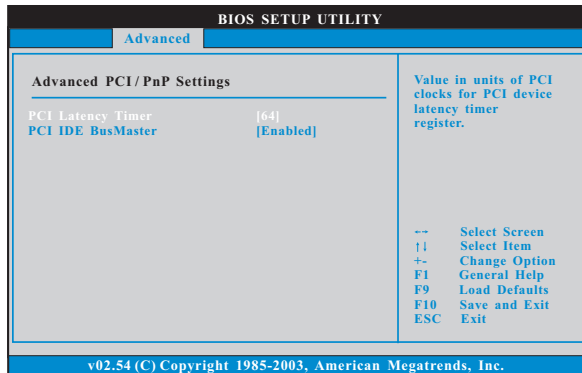 BIOS SETUP UTILITY
Advanced
Advanced PCI / PnP Settings
PCI Latency Timer [64]
PCI IDE BusMaster [Enabled]
Value in units of PCI
clocks for PCI device
latency timer
register.
←→ Select Screen
↑↓ Select Item
+- Change Option
F1 General Help
F9 Load Defaults
F10 Save and Exit
ESC Exit
v02.54 (C) Copyright 1985-2003, American Megatrends, Inc.